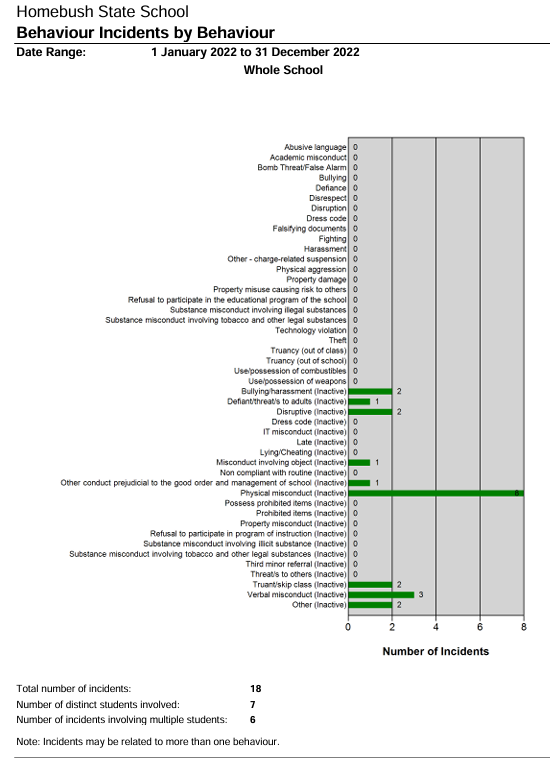 Homebush State School
Behaviour Incidents by Behaviour
Date Range: 1 January 2022 to 31 December 2022
Whole School
Abusive language 0
Academic misconduct 0
Bomb Threat/False Alarm 0
Bullying 0
Defiance 0
Disrespect 0
Disruption 0
Dress code 0
Falsifying documents 0
Fighting 0
Harassment 0
Other - charge-related suspension 0
Physical aggression 0
Property damage 0
Property misuse causing risk to others 0
Refusal to participate in the educational program of the school 0
Substance misconduct involving illegal substances 0
Substance misconduct involving tobacco and other legal substances 0
Technology violation 0
Theft 0
Truancy (out of class) 0
Truancy (out of school) 0
Use/possession of combustibles 0
Use/possession of weapons 0
Bullying/harassment (Inactive) 2
Defiant/threat/s to adults (Inactive) 1
Disruptive (Inactive) 2
Dress code (Inactive) 0
IT misconduct (Inactive) 0
Late (Inactive) 0
Lying/Cheating (Inactive) 0
Misconduct involving object (Inactive) 1
Non compliant with routine (Inactive) 0
Other conduct prejudicial to the good order and management of school (Inactive) 1
Physical misconduct (Inactive) 8
Possess prohibited items (Inactive) 0
Prohibited items (Inactive) 0
Property misconduct (Inactive) 0
Refusal to participate in program of instruction (Inactive) 0
Substance misconduct involving illicit substance (Inactive) 0
Substance misconduct involving tobacco and other legal substances (Inactive) 0
Third minor referral (Inactive) 0
Threat/s to others (Inactive) 0
Truant/skip class (Inactive) 2
Verbal misconduct (Inactive) 3
Other (Inactive) 2
0 2 4 6 8
Number of Incidents
Total number of incidents: 18
Number of distinct students involved: 7
Number of incidents involving multiple students: 6
Note: Incidents may be related to more than one behaviour.